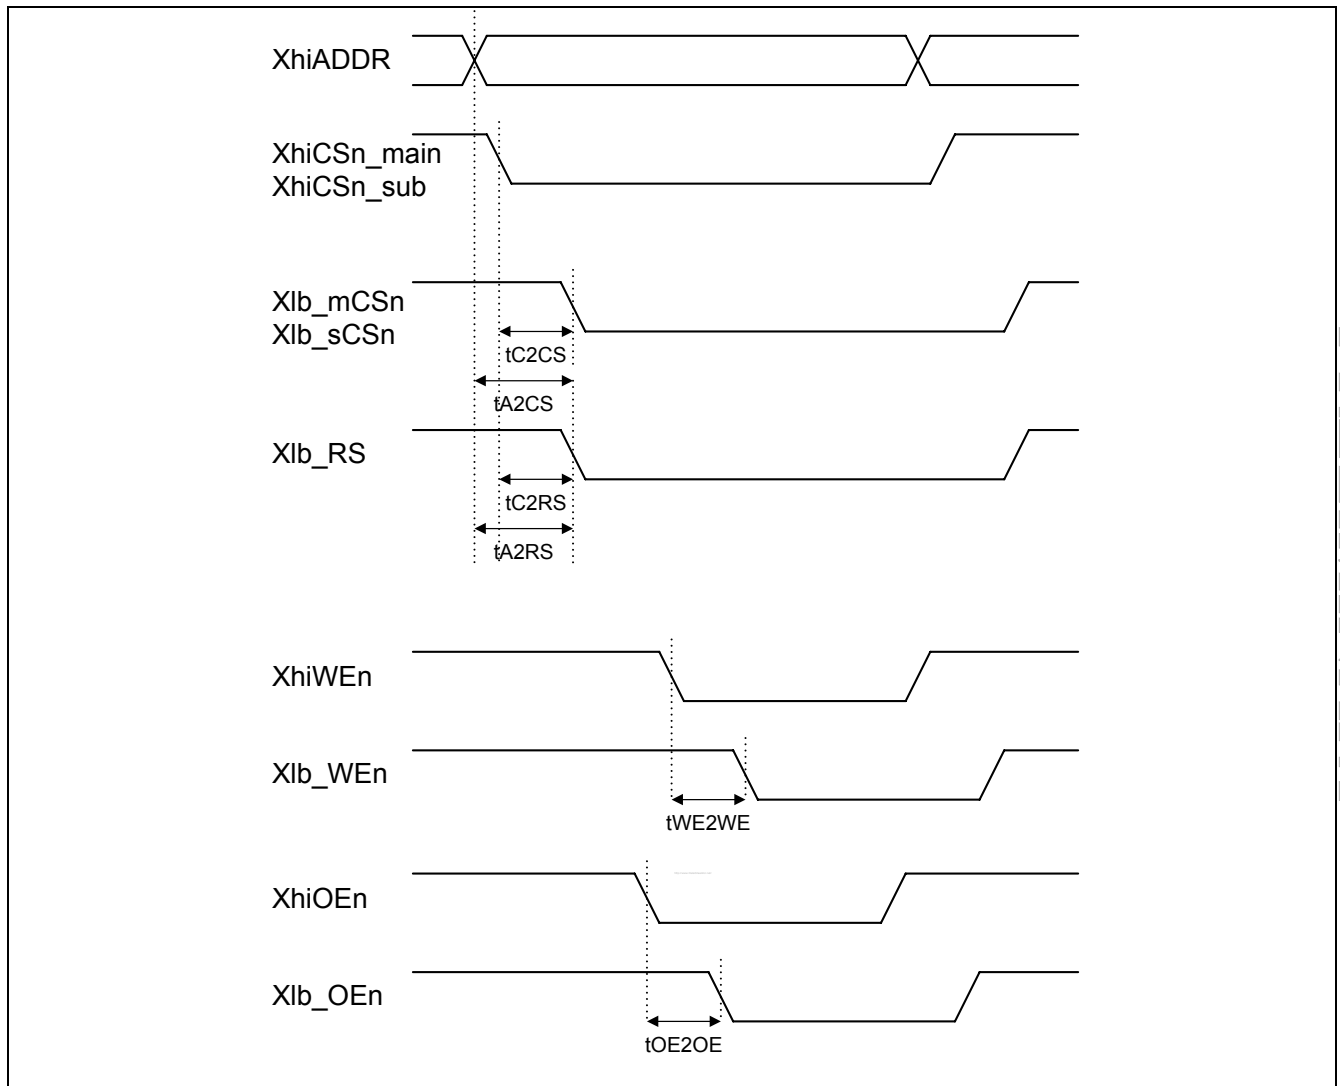 XhiADDR
XhiCSn_main
XhiCSn_sub
Xlb_mCSn
Xlb_sCSn
tC2CS
tA2CS
Xlb_RS
tC2RS
tA2RS
XhiWEn
Xlb_WEn
tWE2WE
XhiOEn
Xlb_OEn
tOE2OE